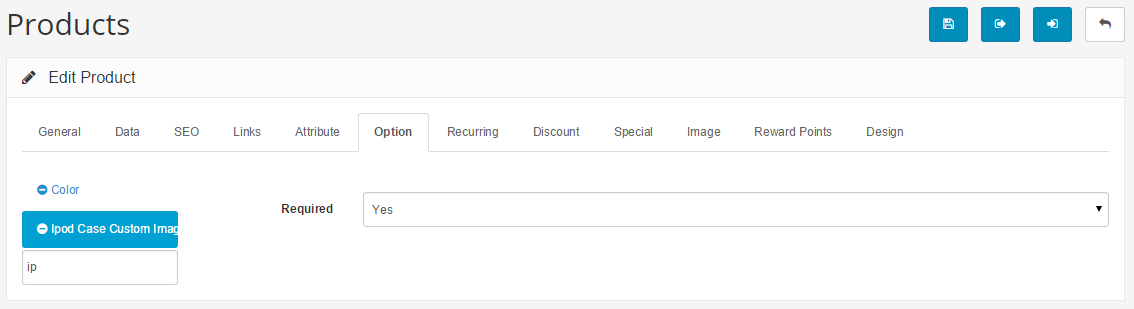 Products
Edit Product
General Data SEO Links Attribute Option Recurring Discount Special Image Reward Points Design
Color
Required Yes
Ipod Case Custom Imag
ip